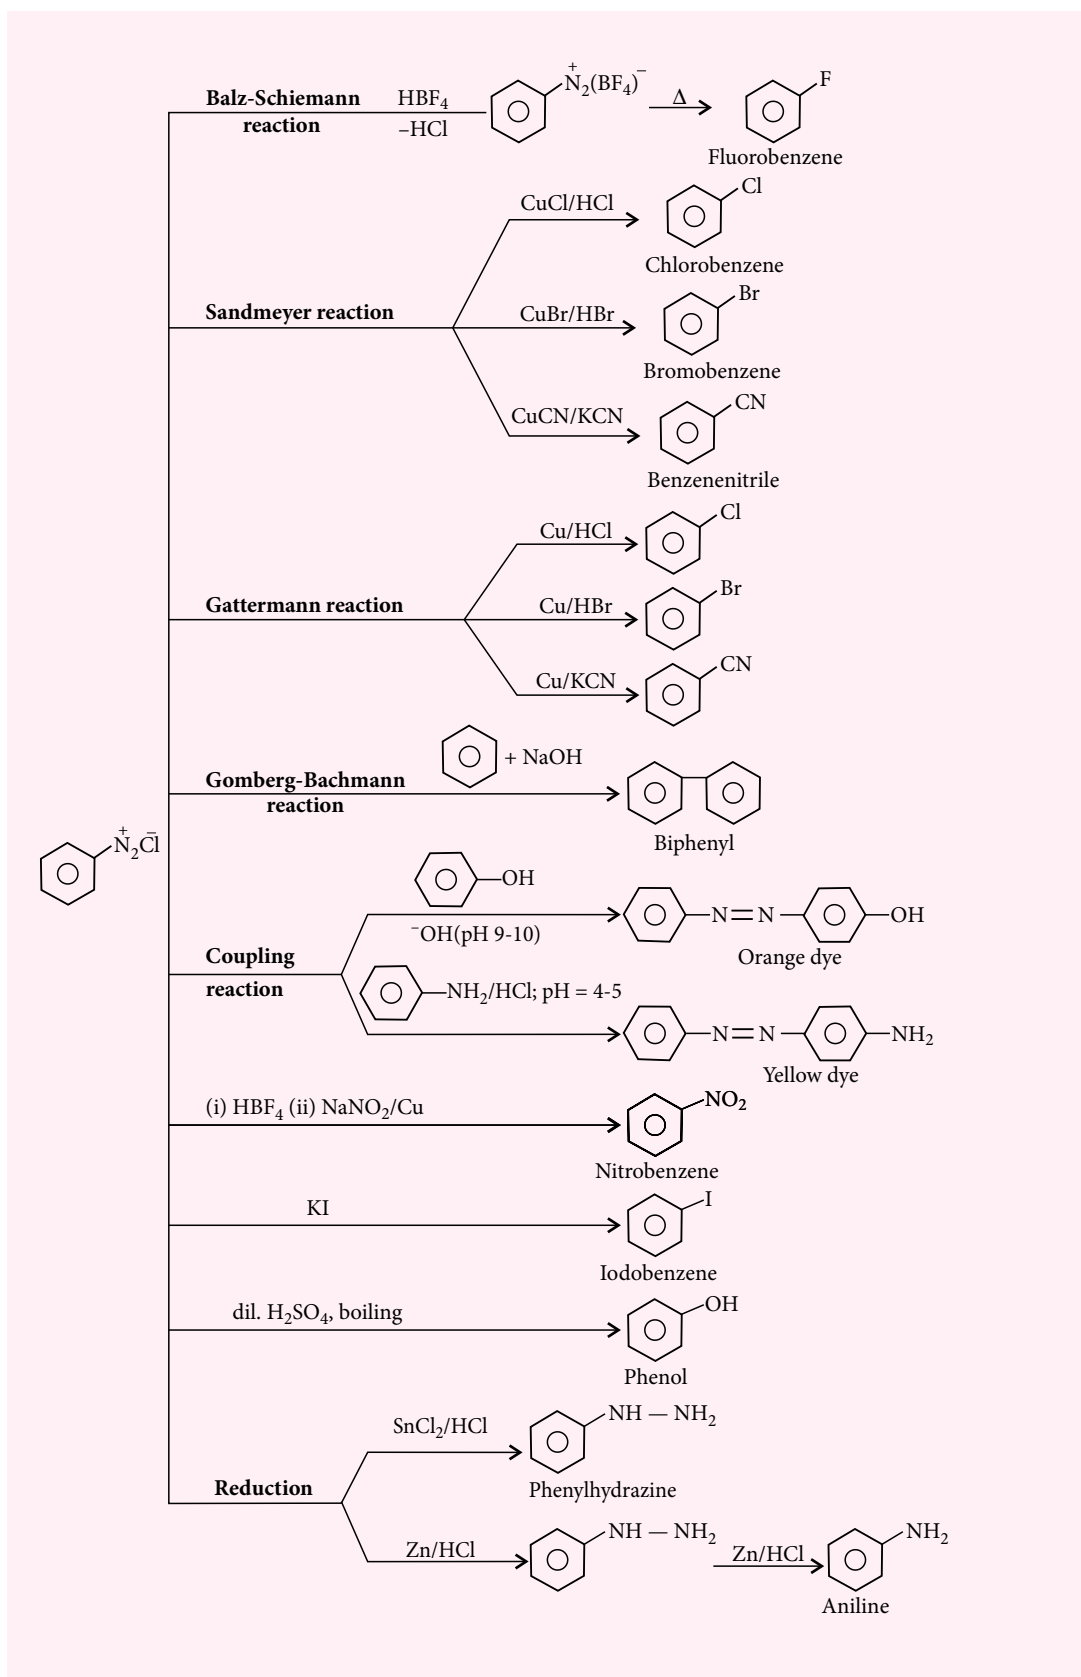 Balz-Schiemann reaction HBF₄ –HCl
N⁺₂(BF₄)⁻ Δ F
Fluorobenzene
CuCl/HCl Cl
Chlorobenzene
Sandmeyer reaction CuBr/HBr Br
Bromobenzene
CuCN/KCN CN
Benzenenitrile
Cu/HCl Cl
Gattermann reaction Cu/HBr Br
Cu/KCN CN
Gomberg-Bachmann reaction + NaOH
Biphenyl
N⁺₂Cl⁻
OH
⁻OH(pH 9-10) N=N OH
Orange dye
Coupling reaction
NH₂/HCl; pH = 4-5
N=N NH₂
Yellow dye
(i) HBF₄ (ii) NaNO₂/Cu NO₂
Nitrobenzene
KI I
Iodobenzene
dil. H₂SO₄, boiling OH
Phenol
SnCl₂/HCl NH — NH₂
Phenylhydrazine
Reduction
Zn/HCl NH — NH₂ Zn/HCl NH₂
Aniline